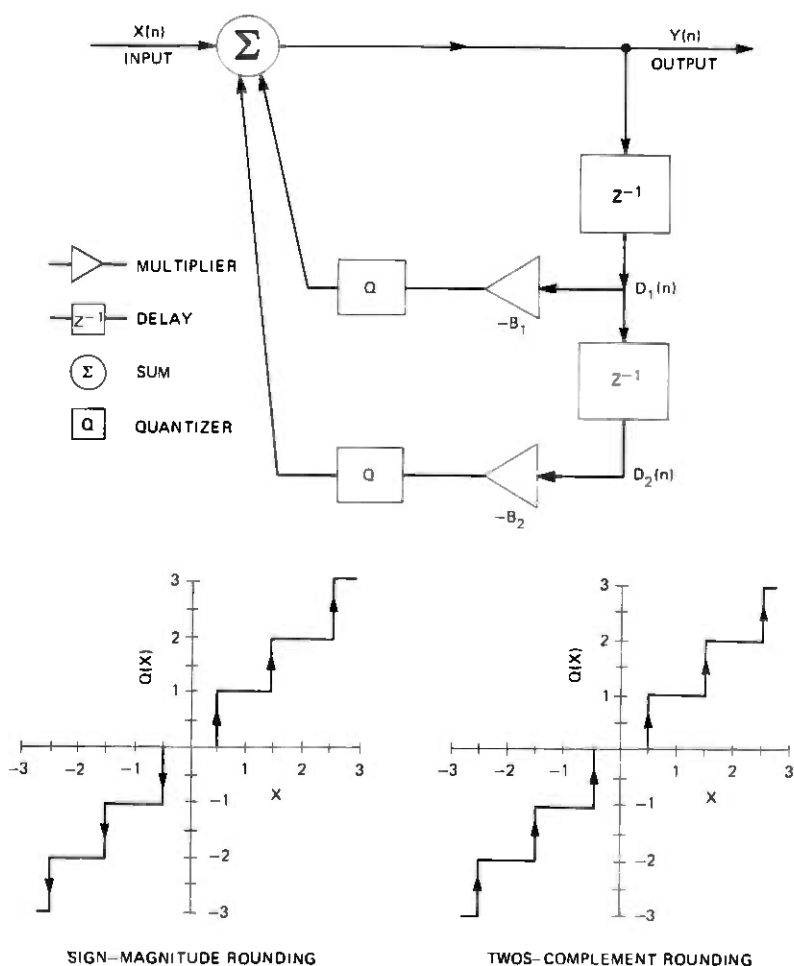 X(n)
INPUT
Σ
Y(n)
OUTPUT
Z⁻¹
MULTIPLIER
Q
-B₁
D₁(n)
Z⁻¹ DELAY
Z⁻¹
Σ SUM
Q QUANTIZER
Q
-B₂
D₂(n)
3
2
1
Q(X)
-3 -2 -1 1 2 3
X
-1
-2
-3
SIGN-MAGNITUDE ROUNDING
3
2
1
Q(X)
-3 -2 -1 1 2 3
X
-1
-2
-3
TWOS-COMPLEMENT ROUNDING